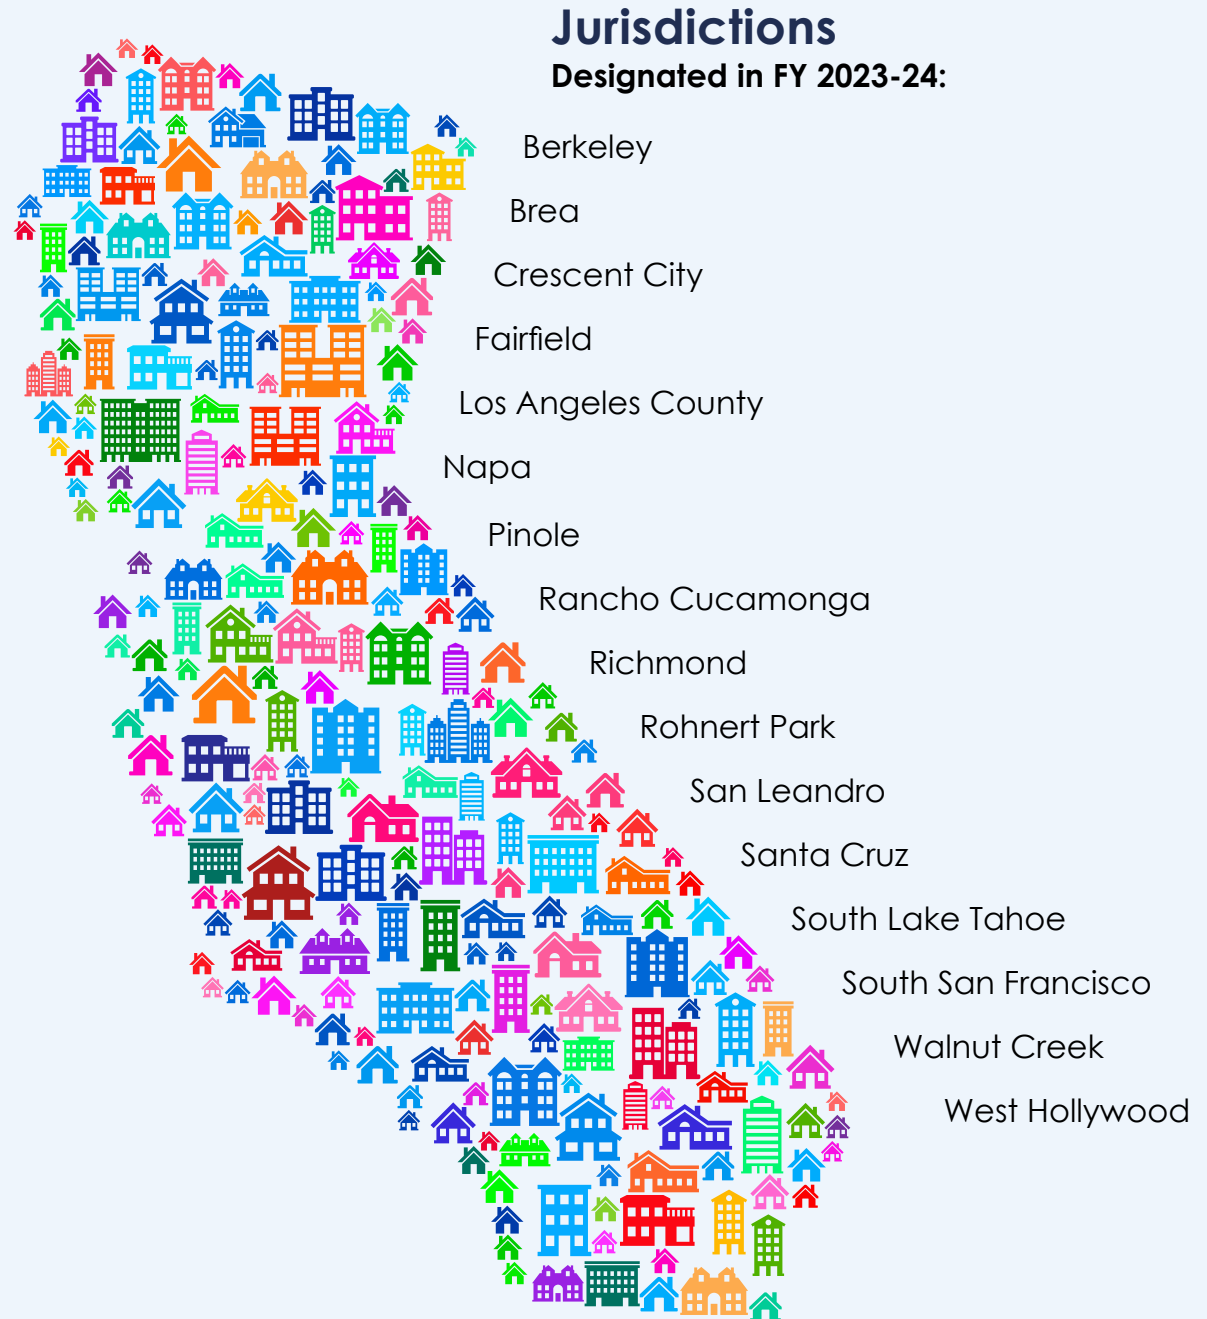 Jurisdictions
Designated in FY 2023-24:
Berkeley
Brea
Crescent City
Fairfield
Los Angeles County
Napa
Pinole
Rancho Cucamonga
Richmond
Rohnert Park
San Leandro
Santa Cruz
South Lake Tahoe
South San Francisco
Walnut Creek
West Hollywood